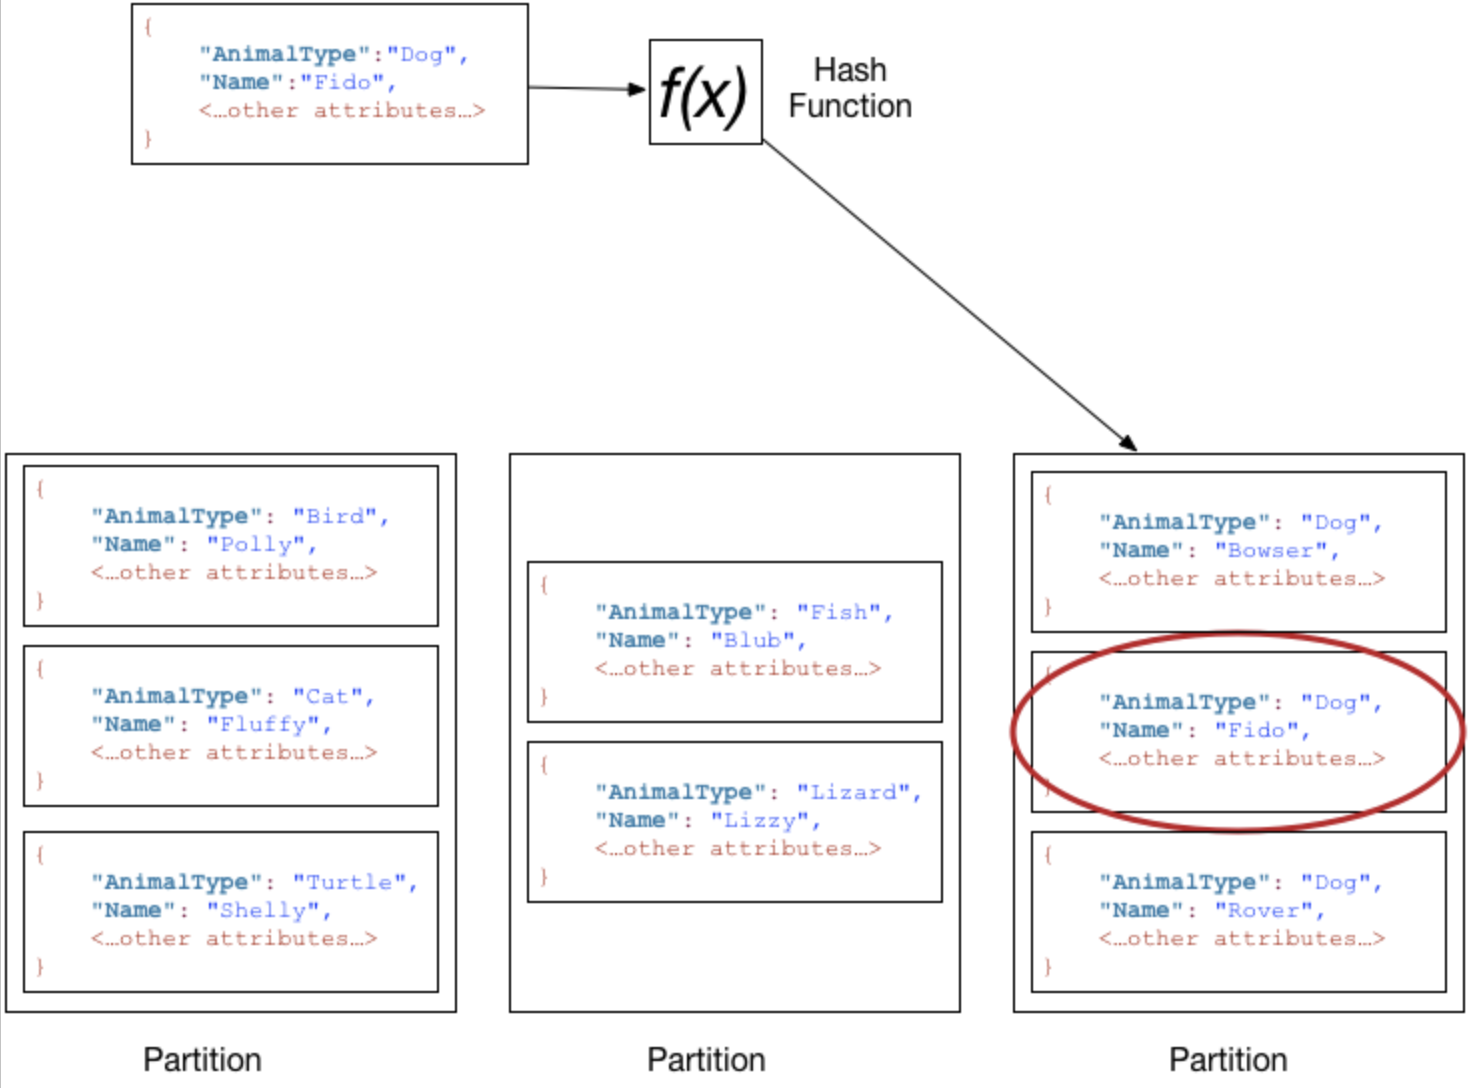 {
"AnimalType":"Dog",
"Name":"Fido",
<…other attributes…>
}
f(x)
Hash
Function
{
"AnimalType": "Bird",
"Name": "Polly",
<…other attributes…>
}
{
"AnimalType": "Cat",
"Name": "Fluffy",
<…other attributes…>
}
{
"AnimalType": "Turtle",
"Name": "Shelly",
<…other attributes…>
}
Partition
{
"AnimalType": "Fish",
"Name": "Blub",
<…other attributes…>
}
{
"AnimalType": "Lizard",
"Name": "Lizzy",
<…other attributes…>
}
Partition
{
"AnimalType": "Dog",
"Name": "Bowser",
<…other attributes…>
}
{
"AnimalType": "Dog",
"Name": "Fido",
<…other attributes…>
}
{
"AnimalType": "Dog",
"Name": "Rover",
<…other attributes…>
}
Partition